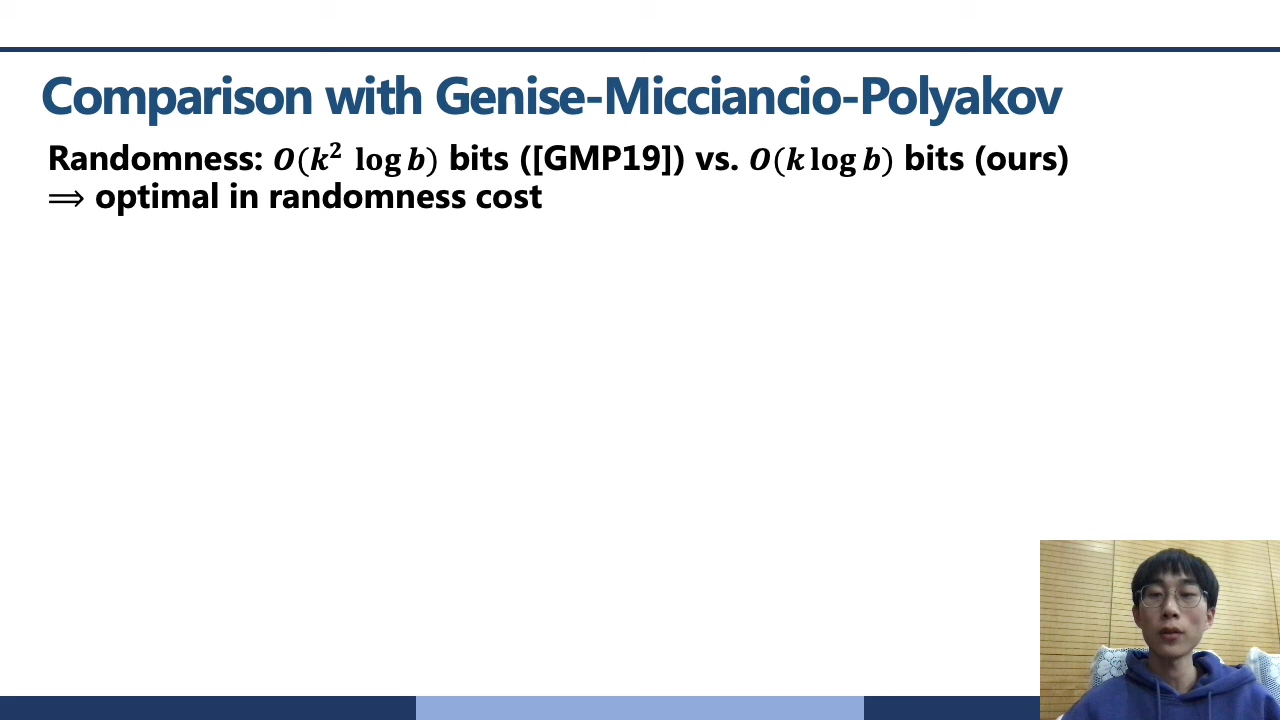 Comparison with Genise-Micciancio-Polyakov
Randomness: O(k² log b) bits ([GMP19]) vs. O(k log b) bits (ours)
⟹ optimal in randomness cost